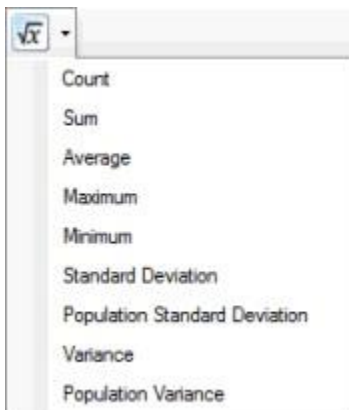 √x
Count
Sum
Average
Maximum
Minimum
Standard Deviation
Population Standard Deviation
Variance
Population Variance